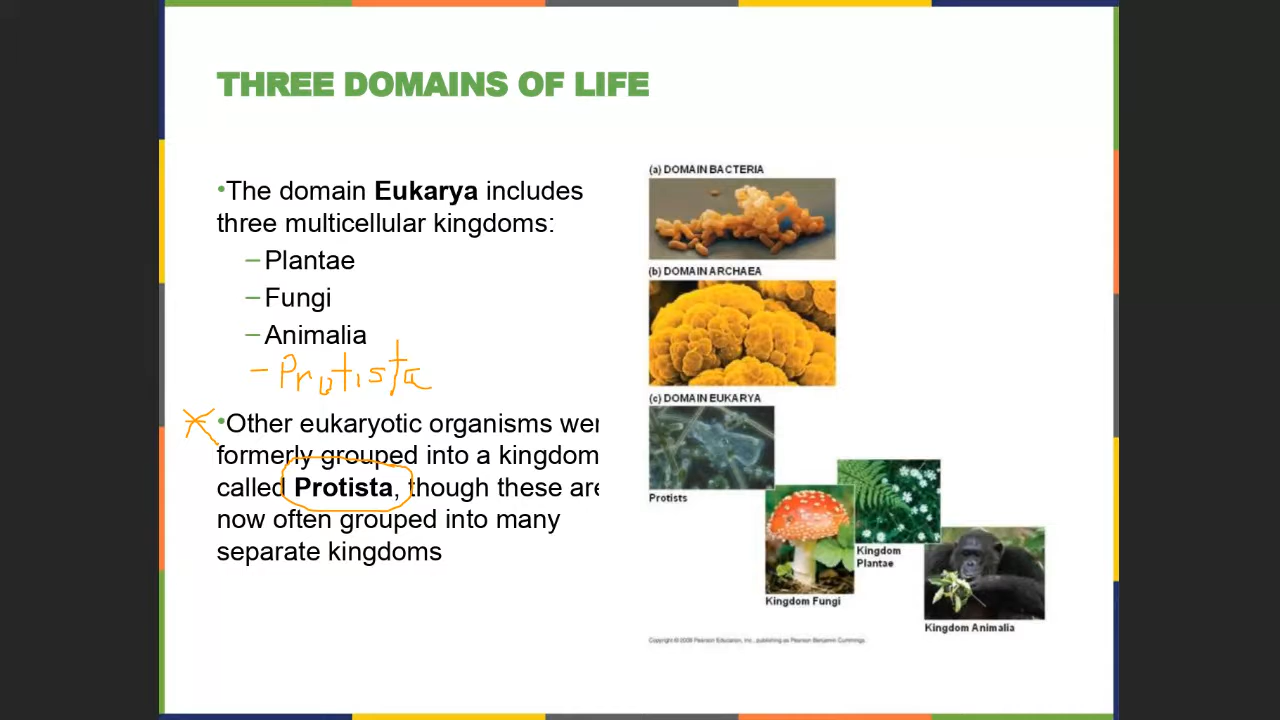 THREE DOMAINS OF LIFE
•The domain Eukarya includes
three multicellular kingdoms:
–Plantae
–Fungi
–Animalia
–Protista
•Other eukaryotic organisms wer
formerly grouped into a kingdom
called Protista, though these are
now often grouped into many
separate kingdoms
(a) DOMAIN BACTERIA
(b) DOMAIN ARCHAEA
(c) DOMAIN EUKARYA
Protists
Kingdom Fungi
Kingdom
Plantae
Kingdom Animalia
Copyright © 2008 Pearson Education, Inc., publishing as Pearson Benjamin Cummings.